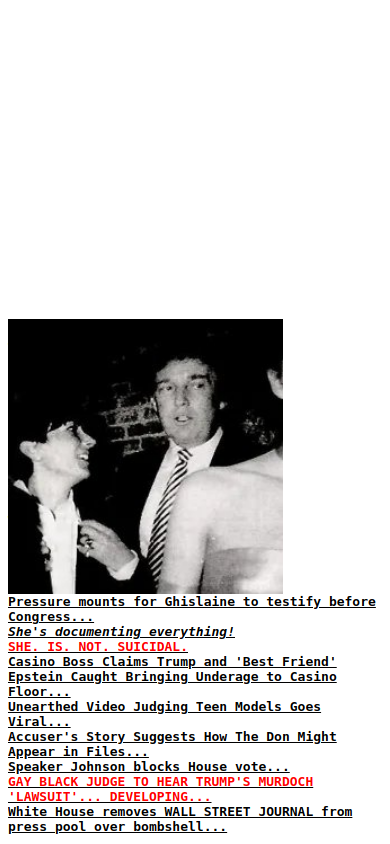 Pressure mounts for Ghislaine to testify before
Congress...
She's documenting everything!
SHE. IS. NOT. SUICIDAL.
Casino Boss Claims Trump and 'Best Friend'
Epstein Caught Bringing Underage to Casino
Floor...
Unearthed Video Judging Teen Models Goes
Viral...
Accuser's Story Suggests How The Don Might
Appear in Files...
Speaker Johnson blocks House vote...
GAY BLACK JUDGE TO HEAR TRUMP'S MURDOCH
'LAWSUIT'... DEVELOPING...
White House removes WALL STREET JOURNAL from
press pool over bombshell...